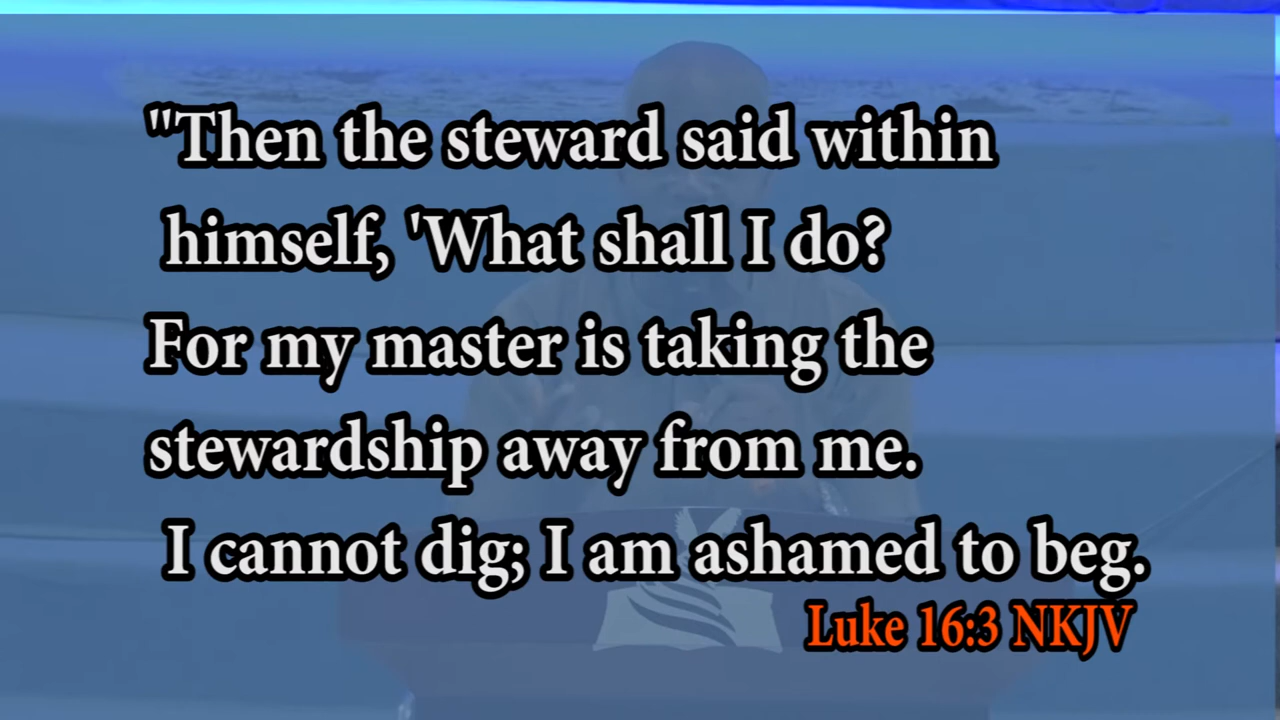 "Then the steward said within
himself, 'What shall I do?
For my master is taking the
stewardship away from me.
I cannot dig; I am ashamed to beg.
Luke 16:3 NKJV